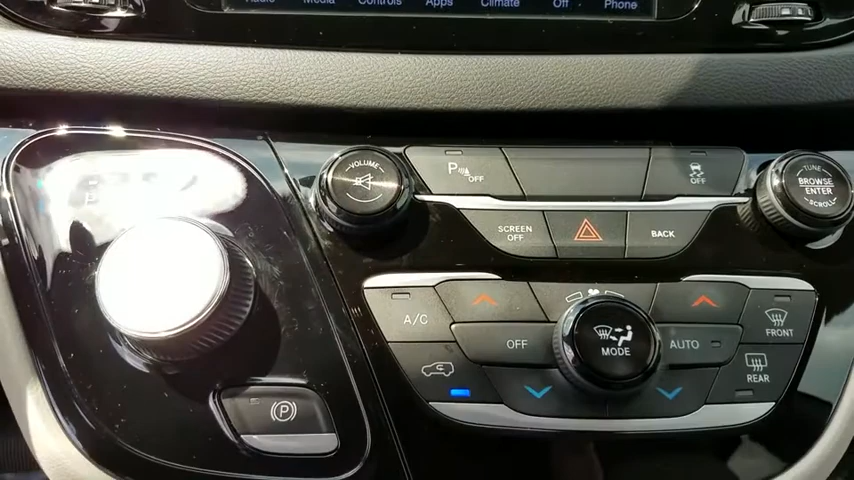 Radio Media Controls Apps Climate Off Phone
VOLUME
P OFF
OFF
TUNE
BROWSE
ENTER
SCROLL
SCREEN
OFF
BACK
P
A/C
OFF
MODE
AUTO
FRONT
REAR
P